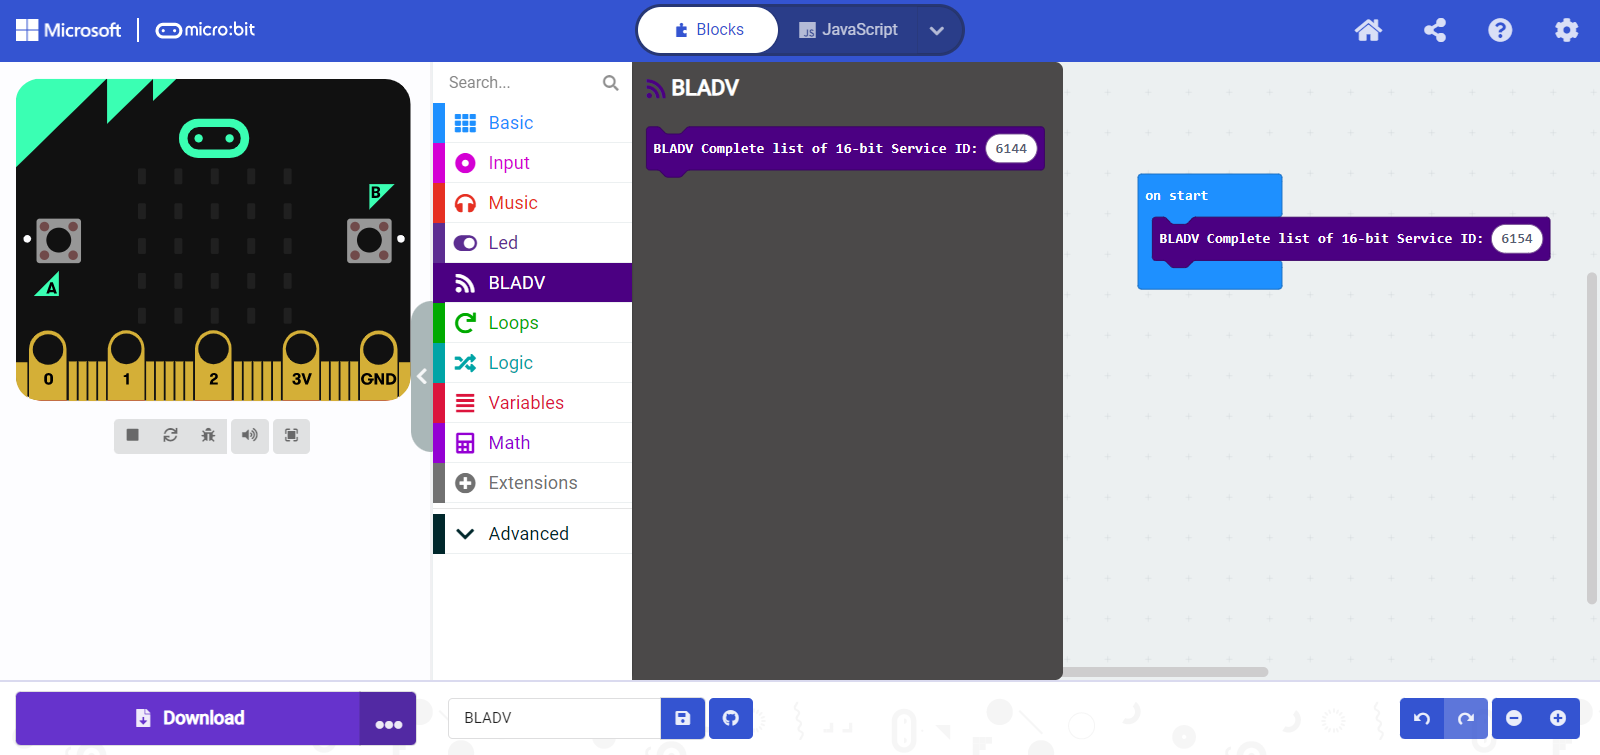 Microsoft
micro:bit
Blocks
JS JavaScript
B
A
0 1 2 3V GND
Search...
Basic
Input
Music
Led
BLADV
Loops
Logic
Variables
Math
Extensions
Advanced
BLADV
BLADV Complete list of 16-bit Service ID: 6144
on start
BLADV Complete list of 16-bit Service ID: 6154
Download
BLADV